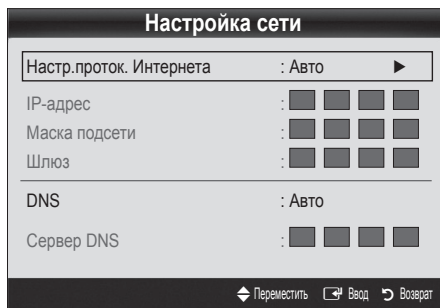 Настройка сети
Настр.проток. Интернета : Авто ►
IP-адрес :
Маска подсети :
Шлюз :
DNS : Авто
Сервер DNS :
Переместить Ввод Возврат